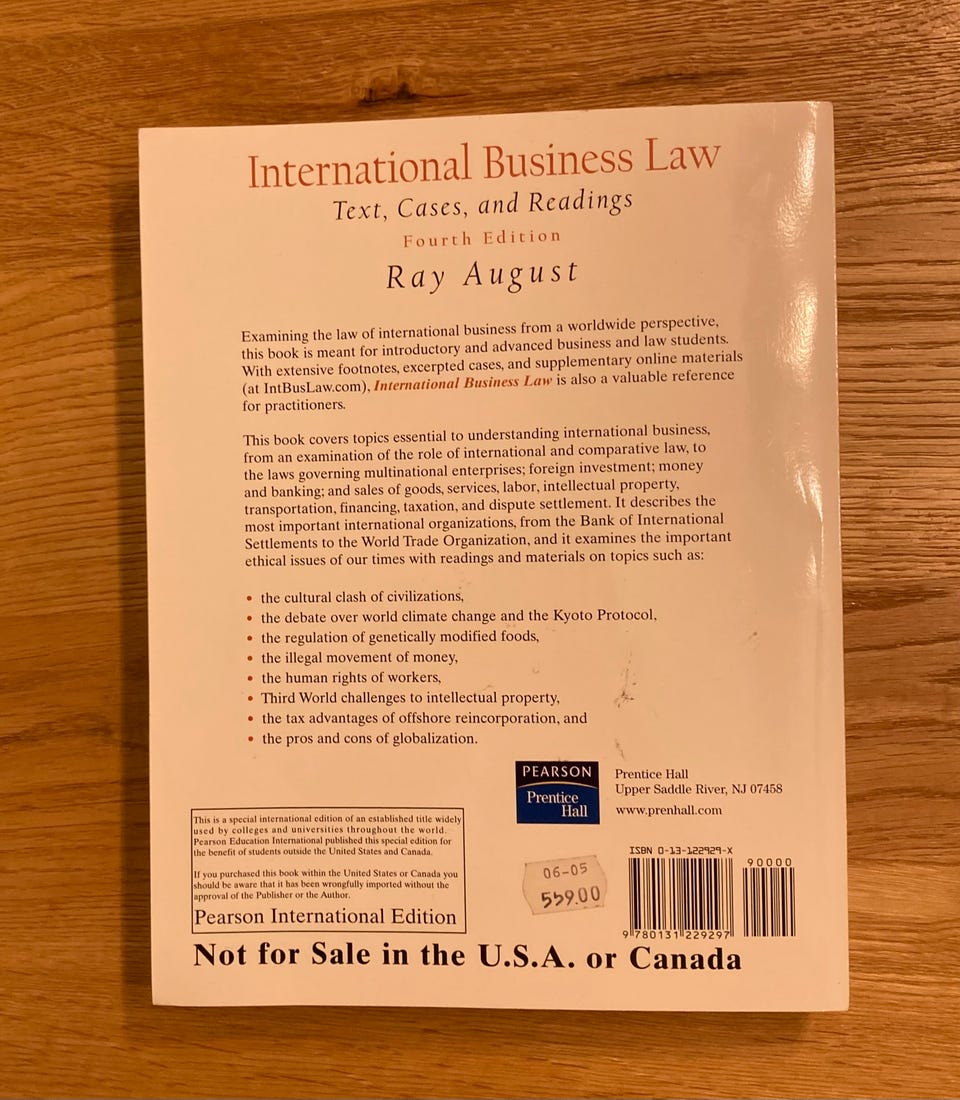 International Business Law
Text, Cases, and Readings
Fourth Edition
Ray August
Examining the law of international business from a worldwide perspective,
this book is meant for introductory and advanced business and law students.
With extensive footnotes, excerpted cases, and supplementary online materials
(at IntBusLaw.com), International Business Law is also a valuable reference
for practitioners.
This book covers topics essential to understanding international business,
from an examination of the role of international and comparative law, to
the laws governing multinational enterprises; foreign investment; money
and banking; and sales of goods, services, labor, intellectual property,
transportation, financing, taxation, and dispute settlement. It describes the
most important international organizations, from the Bank of International
Settlements to the World Trade Organization, and it examines the important
ethical issues of our times with readings and materials on topics such as:
• the cultural clash of civilizations,
• the debate over world climate change and the Kyoto Protocol,
• the regulation of genetically modified foods,
• the illegal movement of money,
• the human rights of workers,
• Third World challenges to intellectual property,
• the tax advantages of offshore reincorporation, and
• the pros and cons of globalization.
PEARSON
Prentice
Hall
Prentice Hall
Upper Saddle River, NJ 07458
www.prenhall.com
This is a special international edition of an established title widely
used by colleges and universities throughout the world.
Pearson Education International published this special edition for
the benefit of students outside the United States and Canada.
If you purchased this book within the United States or Canada you
should be aware that it has been wrongfully imported without the
approval of the Publisher or the Author.
Pearson International Edition
06-05
559.00
ISBN 0-13-122929-X
90000
9 780131 229297
Not for Sale in the U.S.A. or Canada